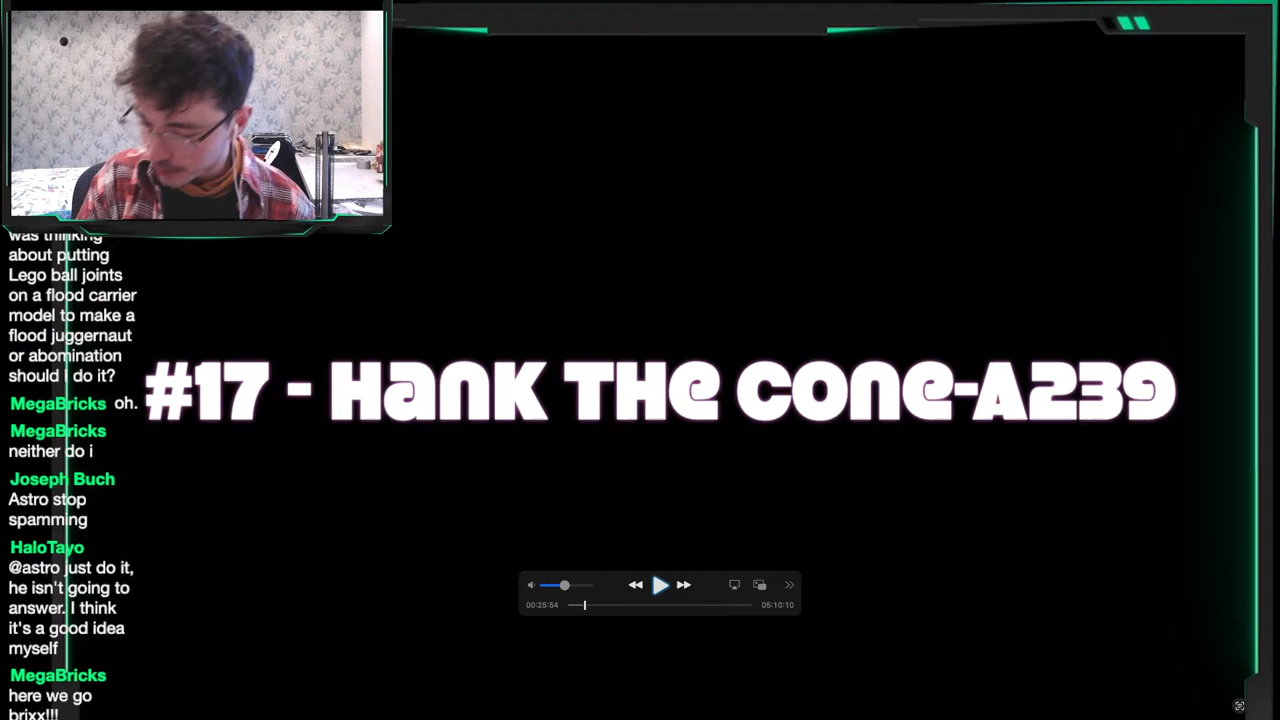 was thinking
about putting
Lego ball joints
on a flood carrier
model to make a
flood juggernaut
or abomination
should I do it?
MegaBricks oh.
MegaBricks
neither do i
Joseph Buch
Astro stop
spamming
HaloTayo
@astro just do it,
he isn't going to
answer. I think
it's a good idea
myself
MegaBricks
here we go
brixx!!!
#17 - Hank The Cone-A239
00:25:54
05:10:10